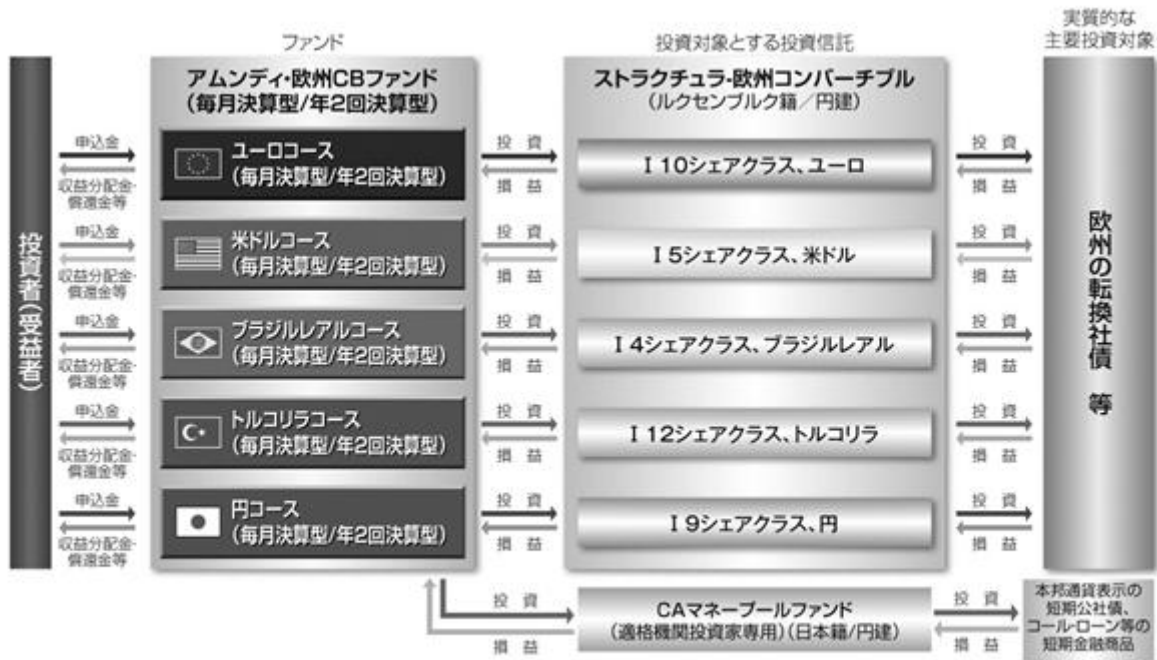 ファンド
投資対象とする投資信託
実質的な
主要投資対象
投資者(受益者)
アムンディ・欧州CBファンド
(毎月決算型/年2回決算型)
ストラクチュラ・欧州コンバーチブル
(ルクセンブルク籍/円建)
欧州の転換社債 等
申込金
収益分配金・
償還金等
ユーロコース
(毎月決算型/年2回決算型)
投 資
損 益
I 10シェアクラス、ユーロ
投 資
損 益
申込金
収益分配金・
償還金等
米ドルコース
(毎月決算型/年2回決算型)
投 資
損 益
I 5シェアクラス、米ドル
投 資
損 益
申込金
収益分配金・
償還金等
ブラジルレアルコース
(毎月決算型/年2回決算型)
投 資
損 益
I 4シェアクラス、ブラジルレアル
投 資
損 益
申込金
収益分配金・
償還金等
トルコリラコース
(毎月決算型/年2回決算型)
投 資
損 益
I 12シェアクラス、トルコリラ
投 資
損 益
申込金
収益分配金・
償還金等
円コース
(毎月決算型/年2回決算型)
投 資
損 益
I 9シェアクラス、円
投 資
損 益
投 資
損 益
CAマネープールファンド
(適格機関投資家専用)(日本籍/円建)
投 資
損 益
本邦通貨表示の
短期公社債、
コール・ローン等の
短期金融商品